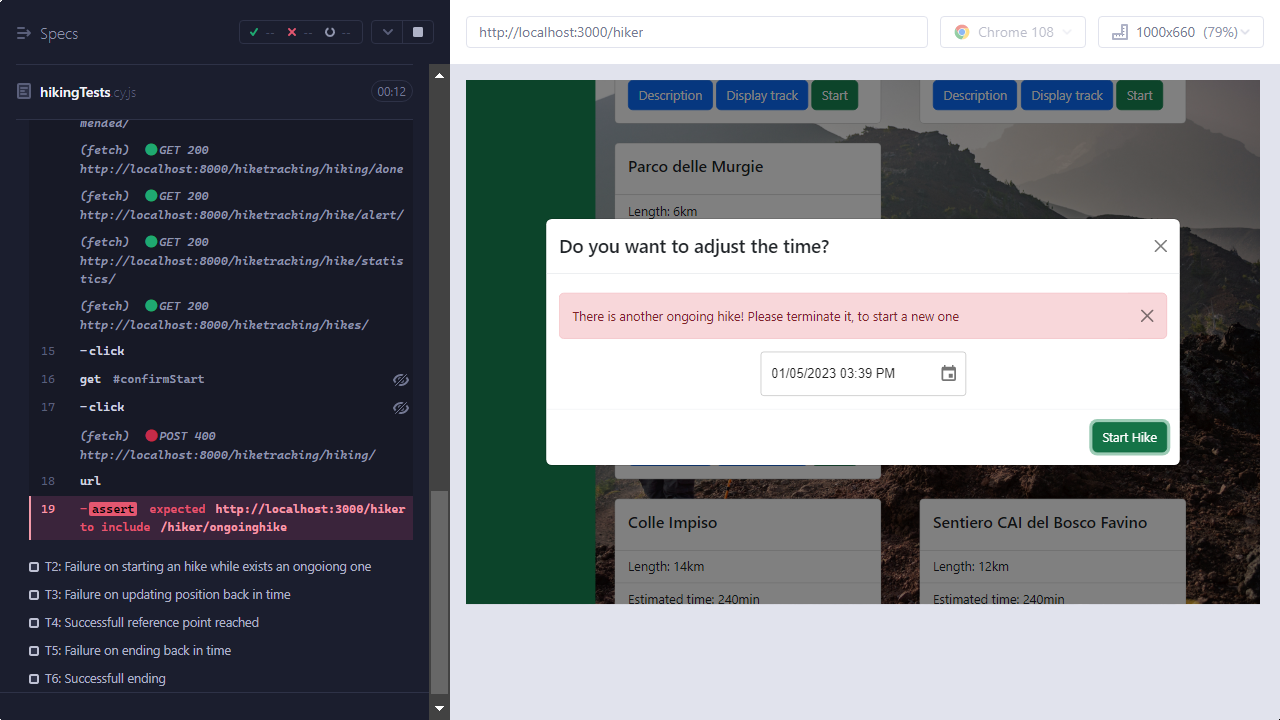 Specs
--
--
--
hikingTests.cy.js
00:12
mended/
(fetch) GET 200
http://localhost:8000/hiketracking/hiking/done
(fetch) GET 200
http://localhost:8000/hiketracking/hike/alert/
(fetch) GET 200
http://localhost:8000/hiketracking/hike/statis
tics/
(fetch) GET 200
http://localhost:8000/hiketracking/hikes/
15 -click
16 get #confirmStart
17 -click
(fetch) POST 400
http://localhost:8000/hiketracking/hiking/
18 url
19 -assert expected http://localhost:3000/hiker
to include /hiker/ongoinghike
T2: Failure on starting an hike while exists an ongoiong one
T3: Failure on updating position back in time
T4: Successfull reference point reached
T5: Failure on ending back in time
T6: Successfull ending
http://localhost:3000/hiker
Chrome 108
1000x660 (79%)
Description Display track Start
Description Display track Start
Parco delle Murgie
Length: 6km
Do you want to adjust the time?
There is another ongoing hike! Please terminate it, to start a new one
01/05/2023 03:39 PM
Start Hike
Colle Impiso
Length: 14km
Estimated time: 240min
Sentiero CAI del Bosco Favino
Length: 12km
Estimated time: 240min